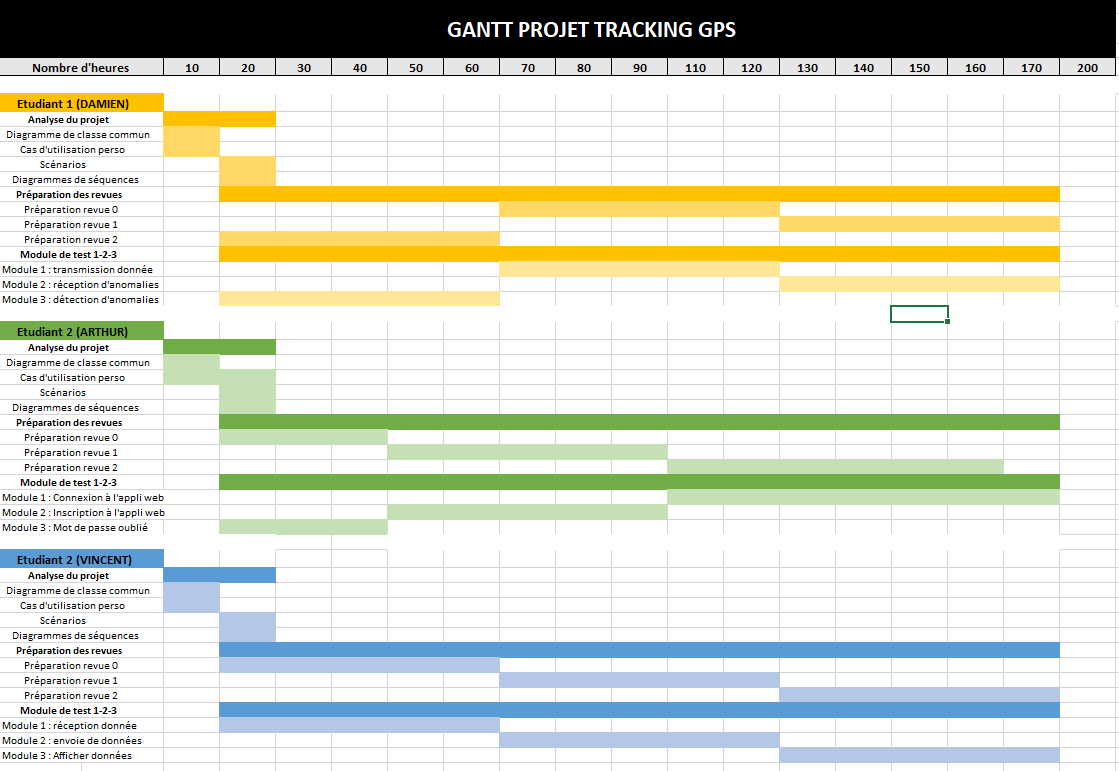 GANTT PROJET TRACKING GPS
Nombre d'heures 10 20 30 40 50 60 70 80 90 110 120 130 140 150 160 170 200
Etudiant 1 (DAMIEN)
Analyse du projet
Diagramme de classe commun
Cas d'utilisation perso
Scénarios
Diagrammes de séquences
Préparation des revues
Préparation revue 0
Préparation revue 1
Préparation revue 2
Module de test 1-2-3
Module 1 : transmission donnée
Module 2 : réception d'anomalies
Module 3 : détection d'anomalies
Etudiant 2 (ARTHUR)
Analyse du projet
Diagramme de classe commun
Cas d'utilisation perso
Scénarios
Diagrammes de séquences
Préparation des revues
Préparation revue 0
Préparation revue 1
Préparation revue 2
Module de test 1-2-3
Module 1 : Connexion à l'appli web
Module 2 : Inscription à l'appli web
Module 3 : Mot de passe oublié
Etudiant 2 (VINCENT)
Analyse du projet
Diagramme de classe commun
Cas d'utilisation perso
Scénarios
Diagrammes de séquences
Préparation des revues
Préparation revue 0
Préparation revue 1
Préparation revue 2
Module de test 1-2-3
Module 1 : réception donnée
Module 2 : envoie de données
Module 3 : Afficher données